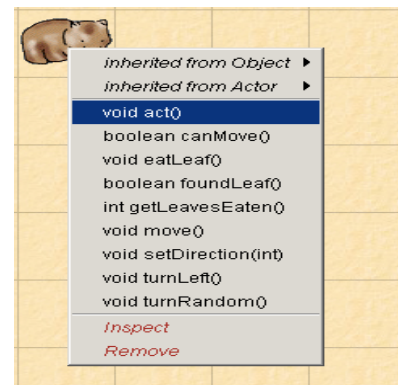 inherited from Object
inherited from Actor
void act()
boolean canMove()
void eatLeaf()
boolean foundLeaf()
int getLeavesEaten()
void move()
void setDirection(int)
void turnLeft()
void turnRandom()
Inspect
Remove